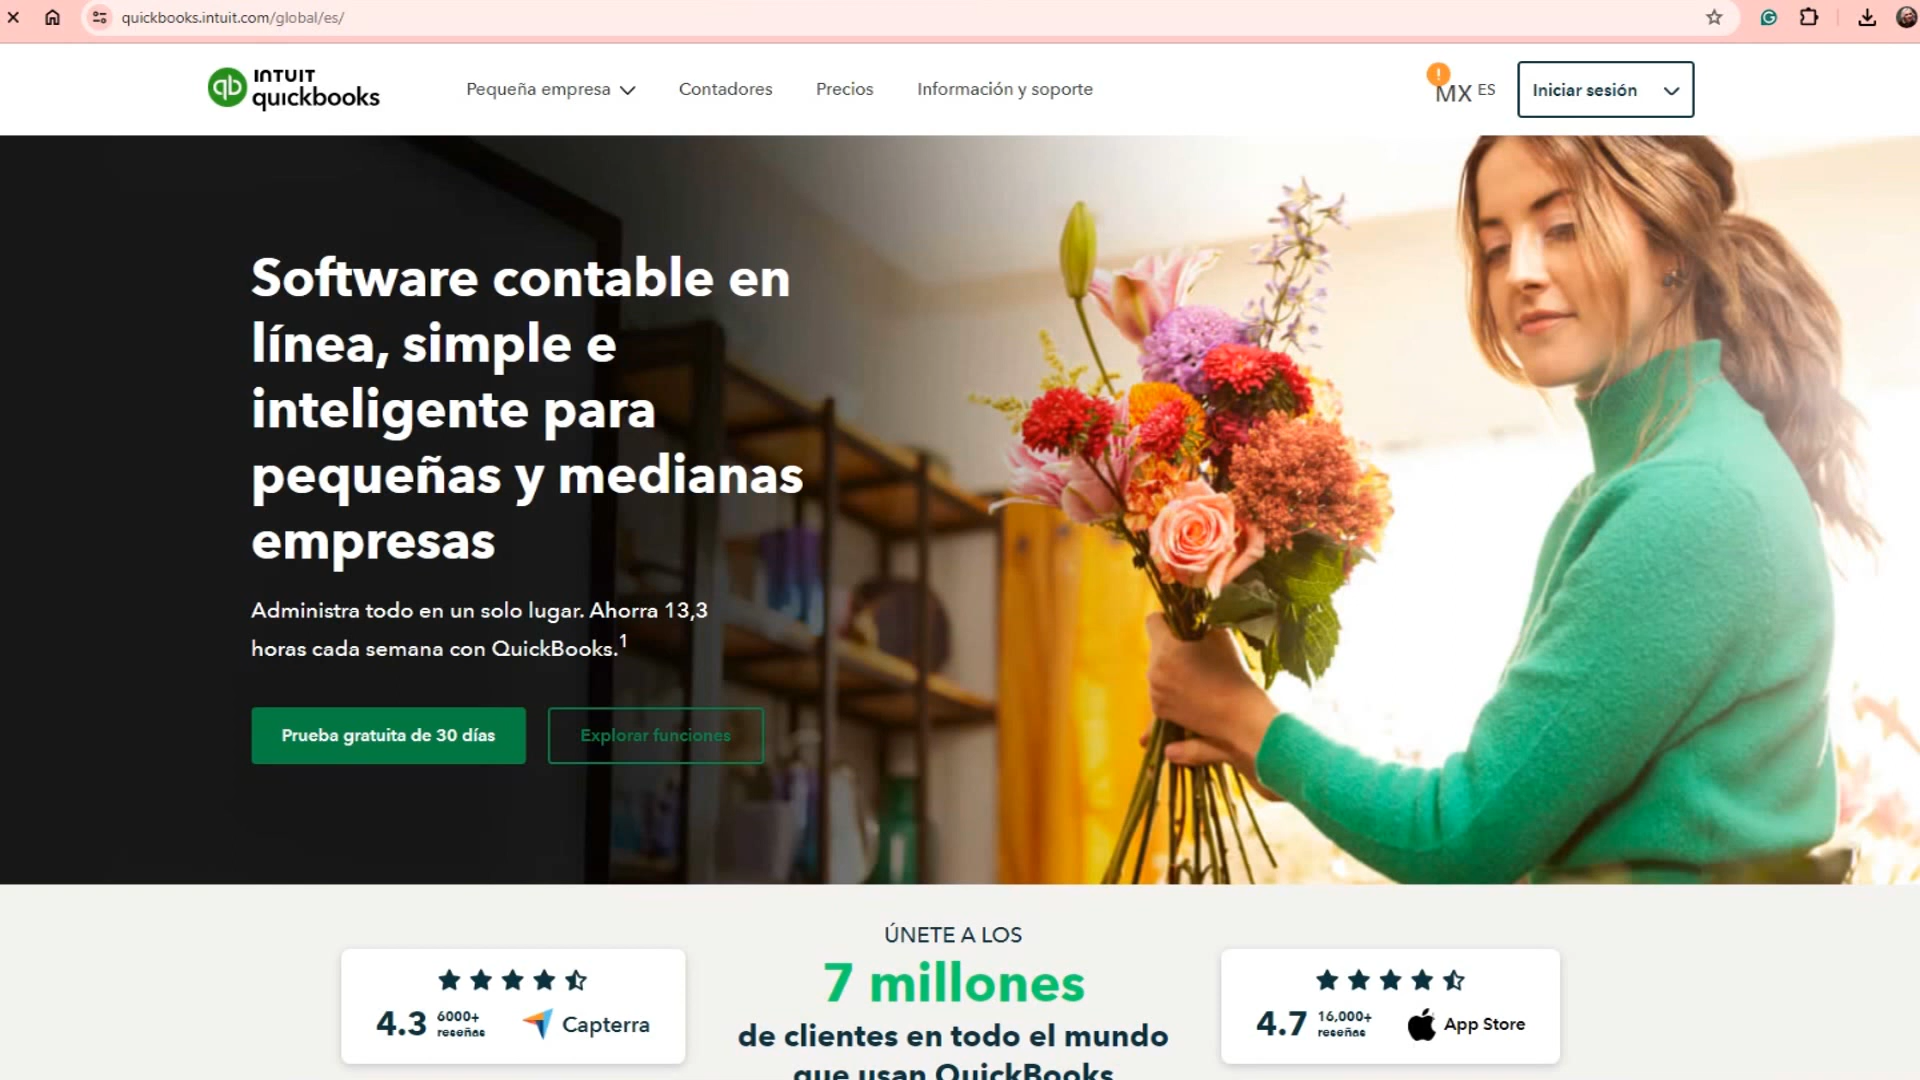 quickbooks.intuit.com/global/es/
INTUIT
quickbooks
Pequeña empresa
Contadores
Precios
Información y soporte
!
MX ES
Iniciar sesión
Software contable en
línea, simple e
inteligente para
pequeñas y medianas
empresas
Administra todo en un solo lugar. Ahorra 13,3
horas cada semana con QuickBooks.1
Prueba gratuita de 30 días
Explorar funciones
4.3 6000+
reseñas
Capterra
ÚNETE A LOS
7 millones
de clientes en todo el mundo
que usan QuickBooks
4.7 16,000+
reseñas
App Store